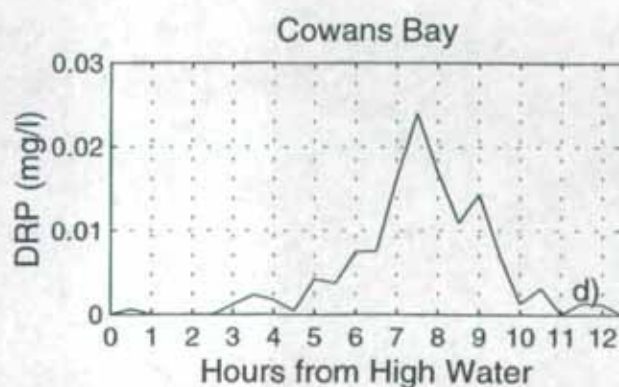 Cowans Bay
0.03
0.02
0.01
0
DRP (mg/l)
d)
0 1 2 3 4 5 6 7 8 9 10 11 12
Hours from High Water